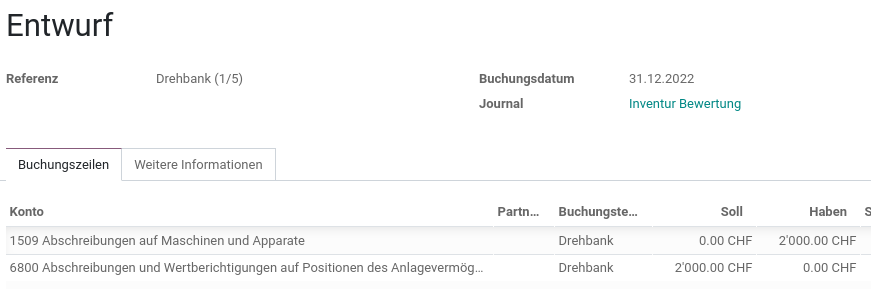 Entwurf
Referenz Drehbank (1/5) Buchungsdatum 31.12.2022
Journal Inventur Bewertung
Buchungszeilen Weitere Informationen
Konto Partn... Buchungste... Soll Haben S
1509 Abschreibungen auf Maschinen und Apparate Drehbank 0.00 CHF 2'000.00 CHF
6800 Abschreibungen und Wertberichtigungen auf Positionen des Anlagevermög... Drehbank 2'000.00 CHF 0.00 CHF